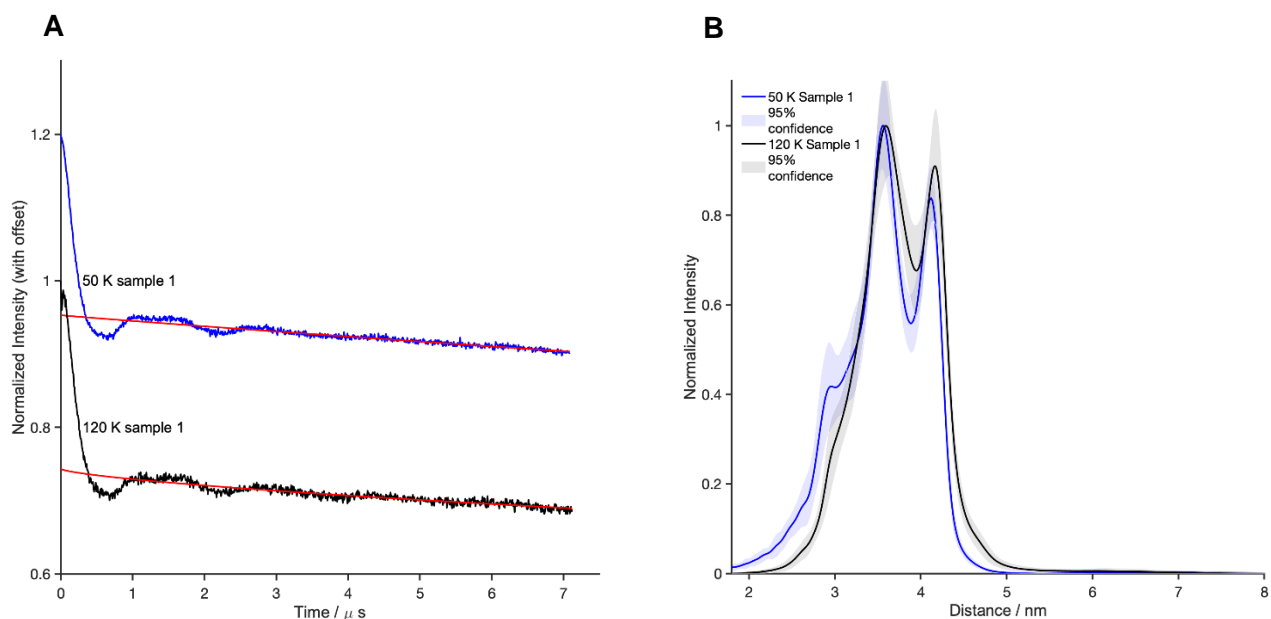 A
Normalized Intensity (with offset)
1.2
1
0.8
0.6
50 K sample 1
120 K sample 1
0
1
2
3
4
5
6
7
Time / μ s
B
Normalized Intensity
1
0.8
0.6
0.4
0.2
0
50 K Sample 1
95%
confidence
120 K Sample 1
95%
confidence
2
3
4
5
6
7
8
Distance / nm